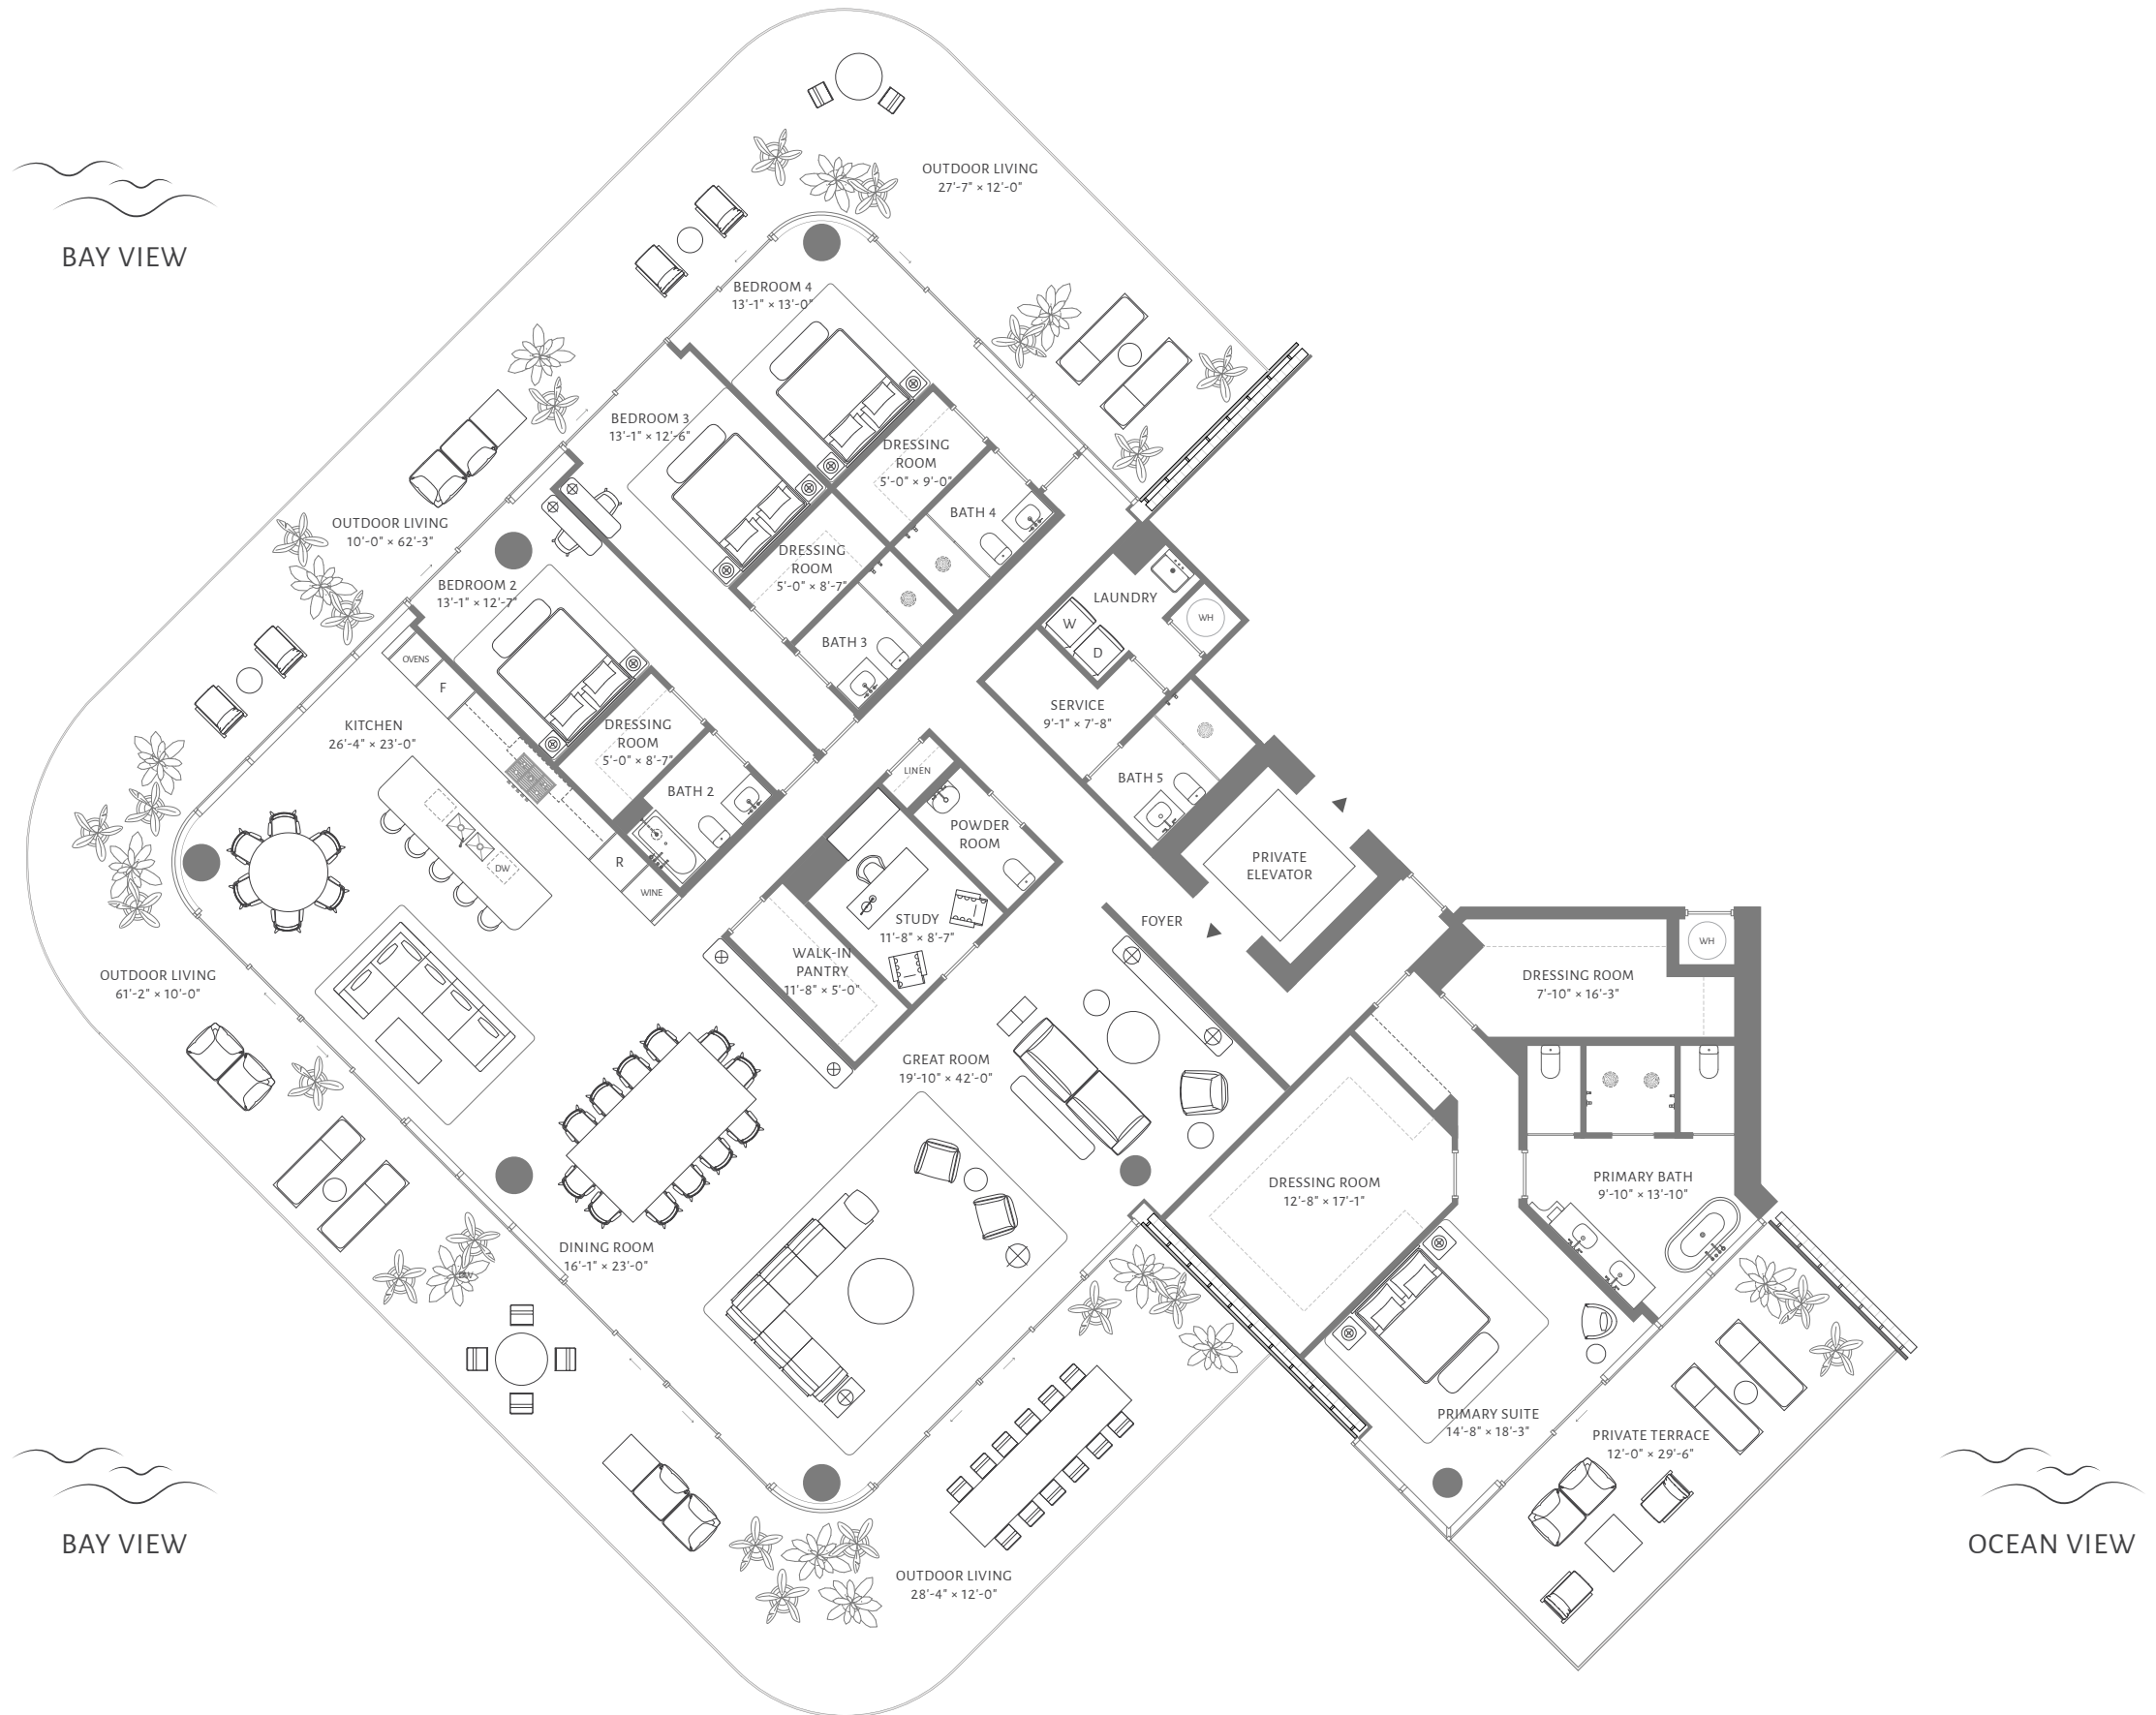 OUTDOOR LIVING
27'-7" × 12'-0"
BAY VIEW
BEDROOM 4
13'-1" × 13'-0"
BEDROOM 3
13'-1" × 12'-6"
DRESSING
ROOM
5'-0" × 9'-0"
BATH 4
OUTDOOR LIVING
10'-0" × 62'-3"
DRESSING
ROOM
5'-0" × 8'-7"
BEDROOM 2
13'-1" × 12'-7"
LAUNDRY
WH
W
D
BATH 3
OVENS
F
SERVICE
9'-1" × 7'-8"
KITCHEN
26'-4" × 23'-0"
DRESSING
ROOM
5'-0" × 8'-7"
LINEN
BATH 5
BATH 2
POWDER
ROOM
PRIVATE
ELEVATOR
DW
R
WINE
STUDY
11'-8" × 8'-7"
FOYER
WH
WALK-IN
PANTRY
11'-8" × 5'-0"
DRESSING ROOM
7'-10" × 16'-3"
OUTDOOR LIVING
61'-2" × 10'-0"
GREAT ROOM
19'-10" × 42'-0"
DRESSING ROOM
12'-8" × 17'-1"
PRIMARY BATH
9'-10" × 13'-10"
DINING ROOM
16'-1" × 23'-0"
DW
PRIMARY SUITE
14'-8" × 18'-3"
PRIVATE TERRACE
12'-0" × 29'-6"
BAY VIEW
OCEAN VIEW
OUTDOOR LIVING
28'-4" × 12'-0"